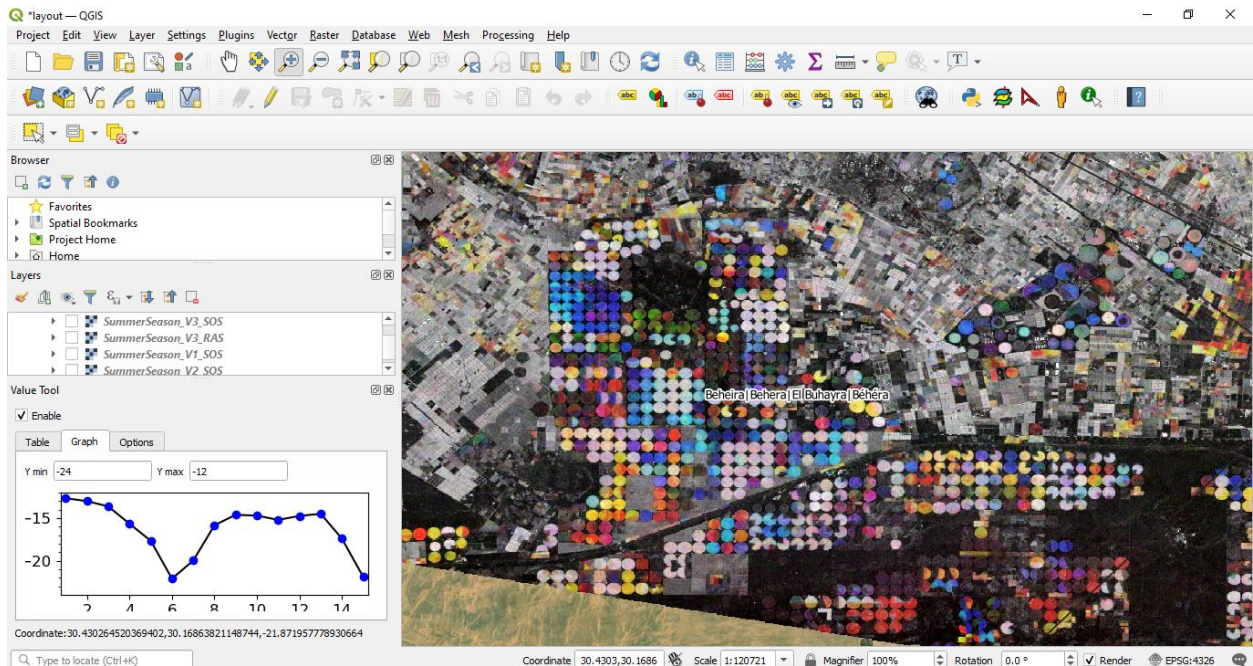 *layout — QGIS
Project Edit View Layer Settings Plugins Vector Raster Database Web Mesh Processing Help
Browser
Favorites
Spatial Bookmarks
Project Home
Home
Layers
SummerSeason_V3_SOS
SummerSeason_V3_RAS
SummerSeason_V1_SOS
SummerSeason_V2_SOS
Value Tool
Enable
Table Graph Options
Y min -24 Y max -12
-15
-20
2 4 6 8 10 12 14
Coordinate:30.430264520369402,30.16863821148744,-21.871957778930664
Beheira|Behera|El Buhayra|Béhéra
Type to locate (Ctrl+K)
Coordinate 30.4303,30.1686 Scale 1:120721 Magnifier 100% Rotation 0.0 ° Render EPSG:4326